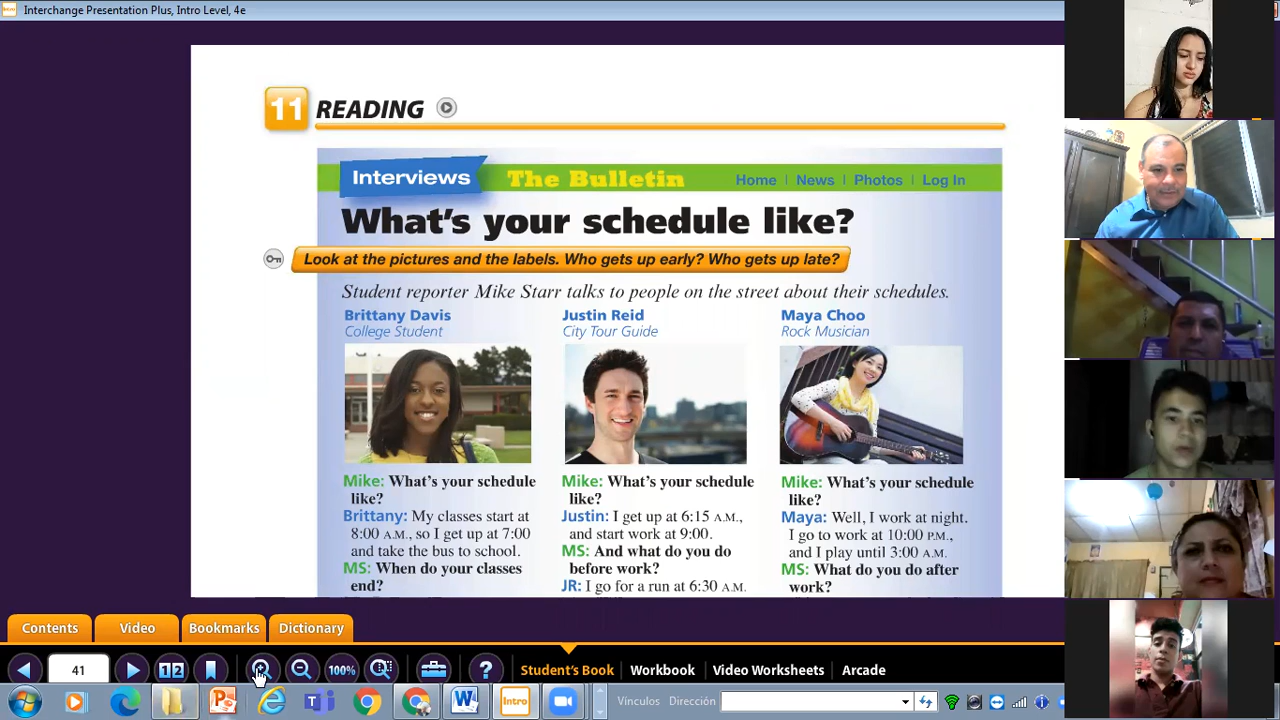 Interchange Presentation Plus, Intro Level, 4e
11 READING
Interviews The Bulletin Home | News | Photos | Log In
What's your schedule like?
Look at the pictures and the labels. Who gets up early? Who gets up late?
Student reporter Mike Starr talks to people on the street about their schedules.
Brittany Davis
College Student
Mike: What's your schedule
like?
Brittany: My classes start at
8:00 A.M., so I get up at 7:00
and take the bus to school.
MS: When do your classes
end?
Justin Reid
City Tour Guide
Mike: What's your schedule
like?
Justin: I get up at 6:15 A.M.,
and start work at 9:00.
MS: And what do you do
before work?
JR: I go for a run at 6:30 A.M.
Maya Choo
Rock Musician
Mike: What's your schedule
like?
Maya: Well, I work at night.
I go to work at 10:00 P.M.,
and I play until 3:00 A.M.
MS: What do you do after
work?
Contents Video Bookmarks Dictionary
41 12 100% ? Student's Book Workbook Video Worksheets Arcade
Intro Vínculos Dirección